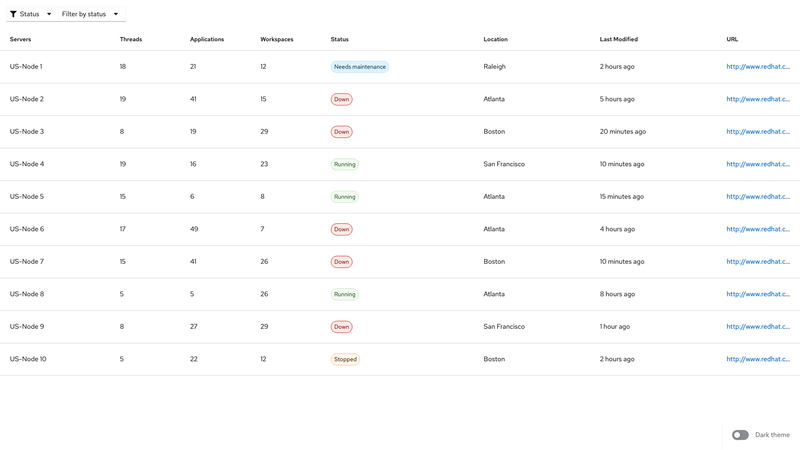 Status Filter by status
Servers Threads Applications Workspaces Status Location Last Modified URL
US-Node 1 18 21 12 Needs maintenance Raleigh 2 hours ago http://www.redhat.c...
US-Node 2 19 41 15 Down Atlanta 5 hours ago http://www.redhat.c...
US-Node 3 8 19 29 Down Boston 20 minutes ago http://www.redhat.c...
US-Node 4 19 16 23 Running San Francisco 10 minutes ago http://www.redhat.c...
US-Node 5 15 6 8 Running Atlanta 15 minutes ago http://www.redhat.c...
US-Node 6 17 49 7 Down Atlanta 4 hours ago http://www.redhat.c...
US-Node 7 15 41 26 Down Boston 10 minutes ago http://www.redhat.c...
US-Node 8 5 5 26 Running Atlanta 8 hours ago http://www.redhat.c...
US-Node 9 8 27 29 Down San Francisco 1 hour ago http://www.redhat.c...
US-Node 10 5 22 12 Stopped Boston 2 hours ago http://www.redhat.c...
Dark theme